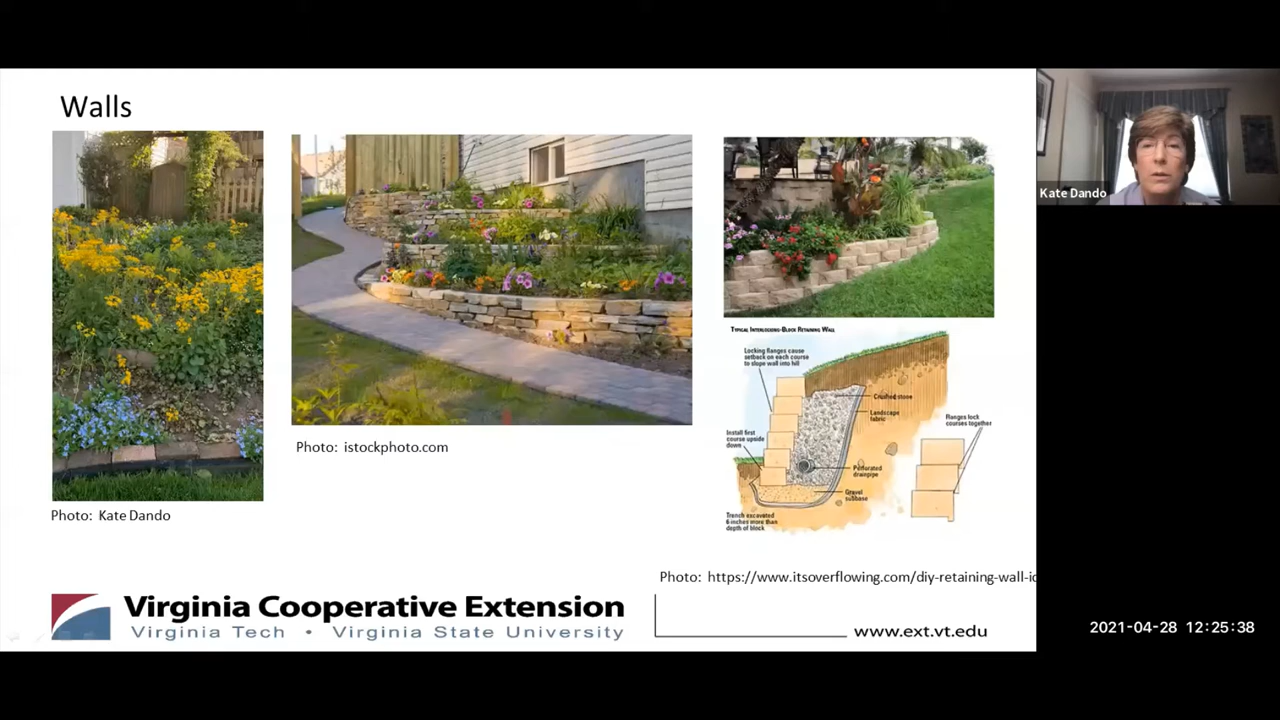 Walls
Photo: Kate Dando
Photo: istockphoto.com
TYPICAL INTERLOCKING-BLOCK RETAINING WALL
Locking flanges cause
setback on each course
to slope wall into hill
Crushed stone
Landscape
fabric
Flanges lock
courses together
Install first
course upside
down
Perforated
drainpipe
Gravel
subbase
Trench excavated
6 inches more than
depth of block
Photo: https://www.itsoverflowing.com/diy-retaining-wall-ic
Virginia Cooperative Extension
Virginia Tech • Virginia State University
www.ext.vt.edu
Kate Dando
2021-04-28 12:25:38